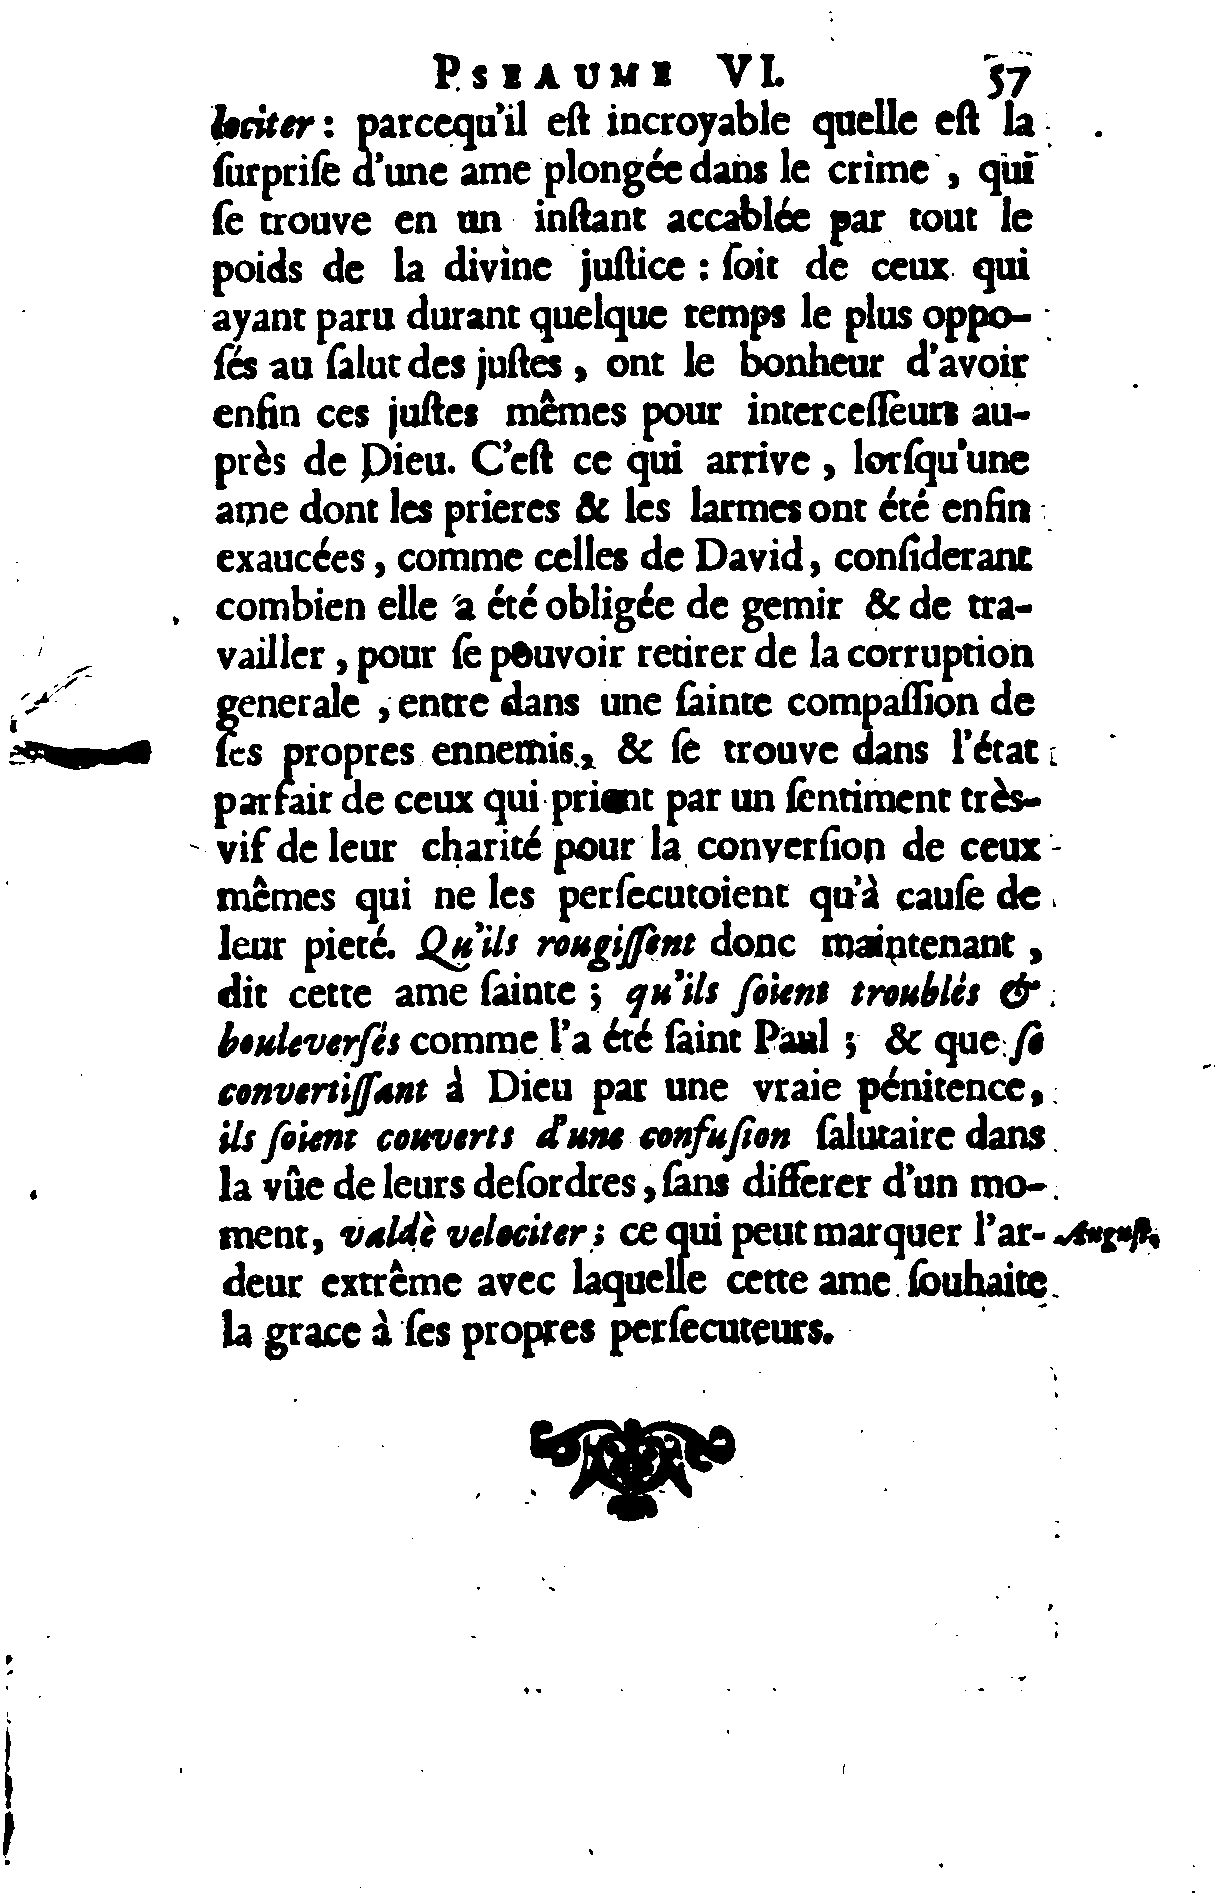 PSEAUME VI. 57
lociter : parcequ'il eſt incroyable quelle eſt la
ſurpriſe d'une ame plongée dans le crime , qui
ſe trouve en un inſtant accablée par tout le
poids de la divine juſtice : ſoit de ceux qui
ayant paru durant quelque temps le plus oppo-
ſés au ſalut des juſtes , ont le bonheur d'avoir
enfin ces juſtes mêmes pour interceſſeurs au-
près de Dieu. C'eſt ce qui arrive , lorſqu'une
ame dont les prieres & les larmes ont été enfin
exaucées , comme celles de David , conſiderant
combien elle a été obligée de gemir & de tra-
vailler , pour ſe pouvoir retirer de la corruption
generale , entre dans une ſainte compaſſion de
ſes propres ennemis , & ſe trouve dans l'état
parfait de ceux qui prient par un ſentiment très-
vif de leur charité pour la converſion de ceux
mêmes qui ne les perſecutoient qu'à cauſe de
leur pieté. Qu'ils rougiſſent donc maintenant ,
dit cette ame ſainte ; qu'ils ſoient troublés &
bouleverſés comme l'a été ſaint Paul ; & que ſe
convertiſſant à Dieu par une vraie pénitence ,
ils ſoient couverts d'une confuſion ſalutaire dans
la vûe de leurs deſordres , ſans differer d'un mo-
ment, valdè velociter ; ce qui peut marquer l'ar- Auguſt.
deur extrême avec laquelle cette ame ſouhaite
la grace à ſes propres perſecuteurs.